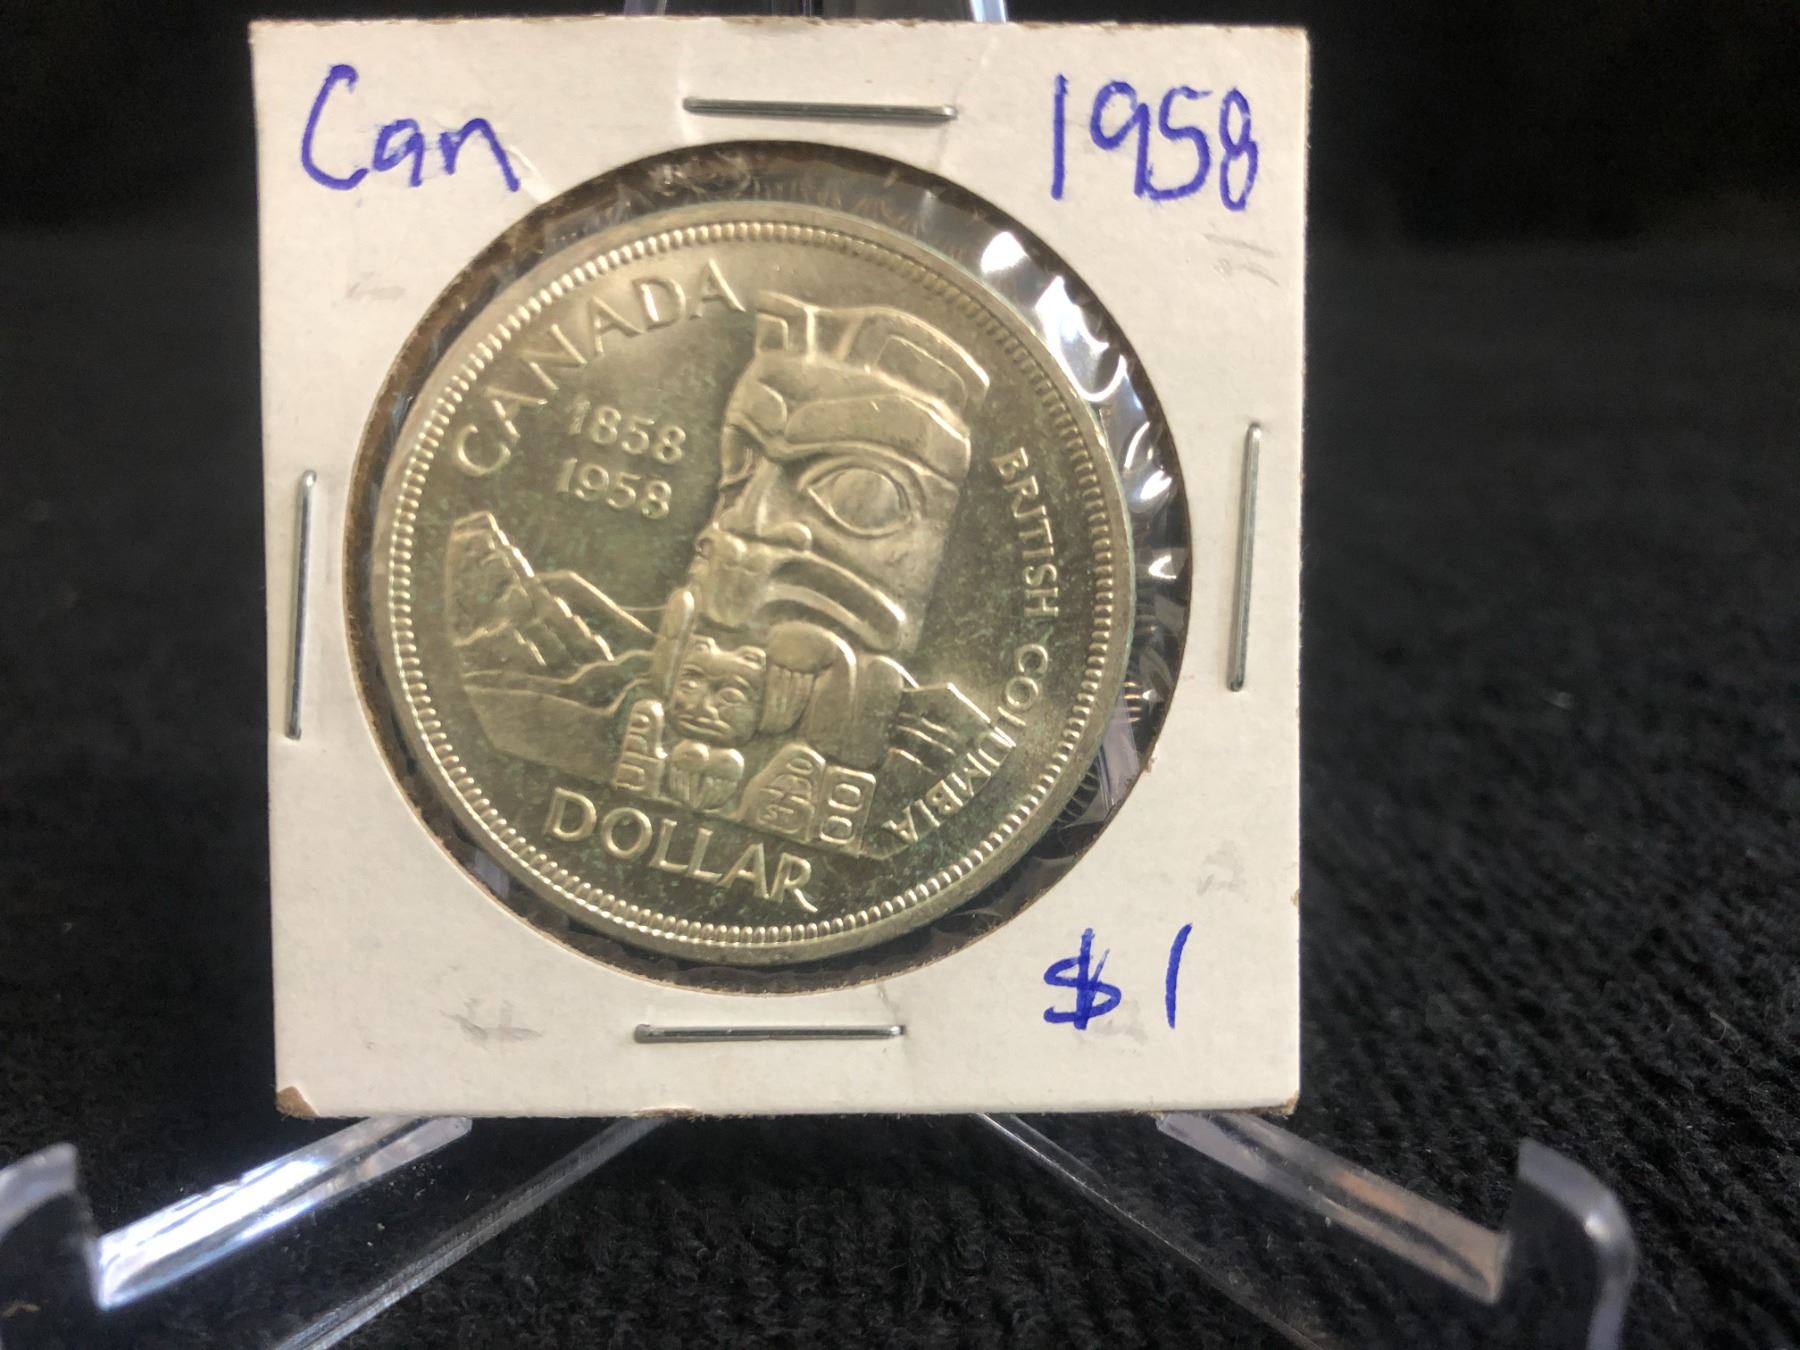 Can
1958
CANADA
1858
1958
BRITISH COLUMBIA
DOLLAR
$1